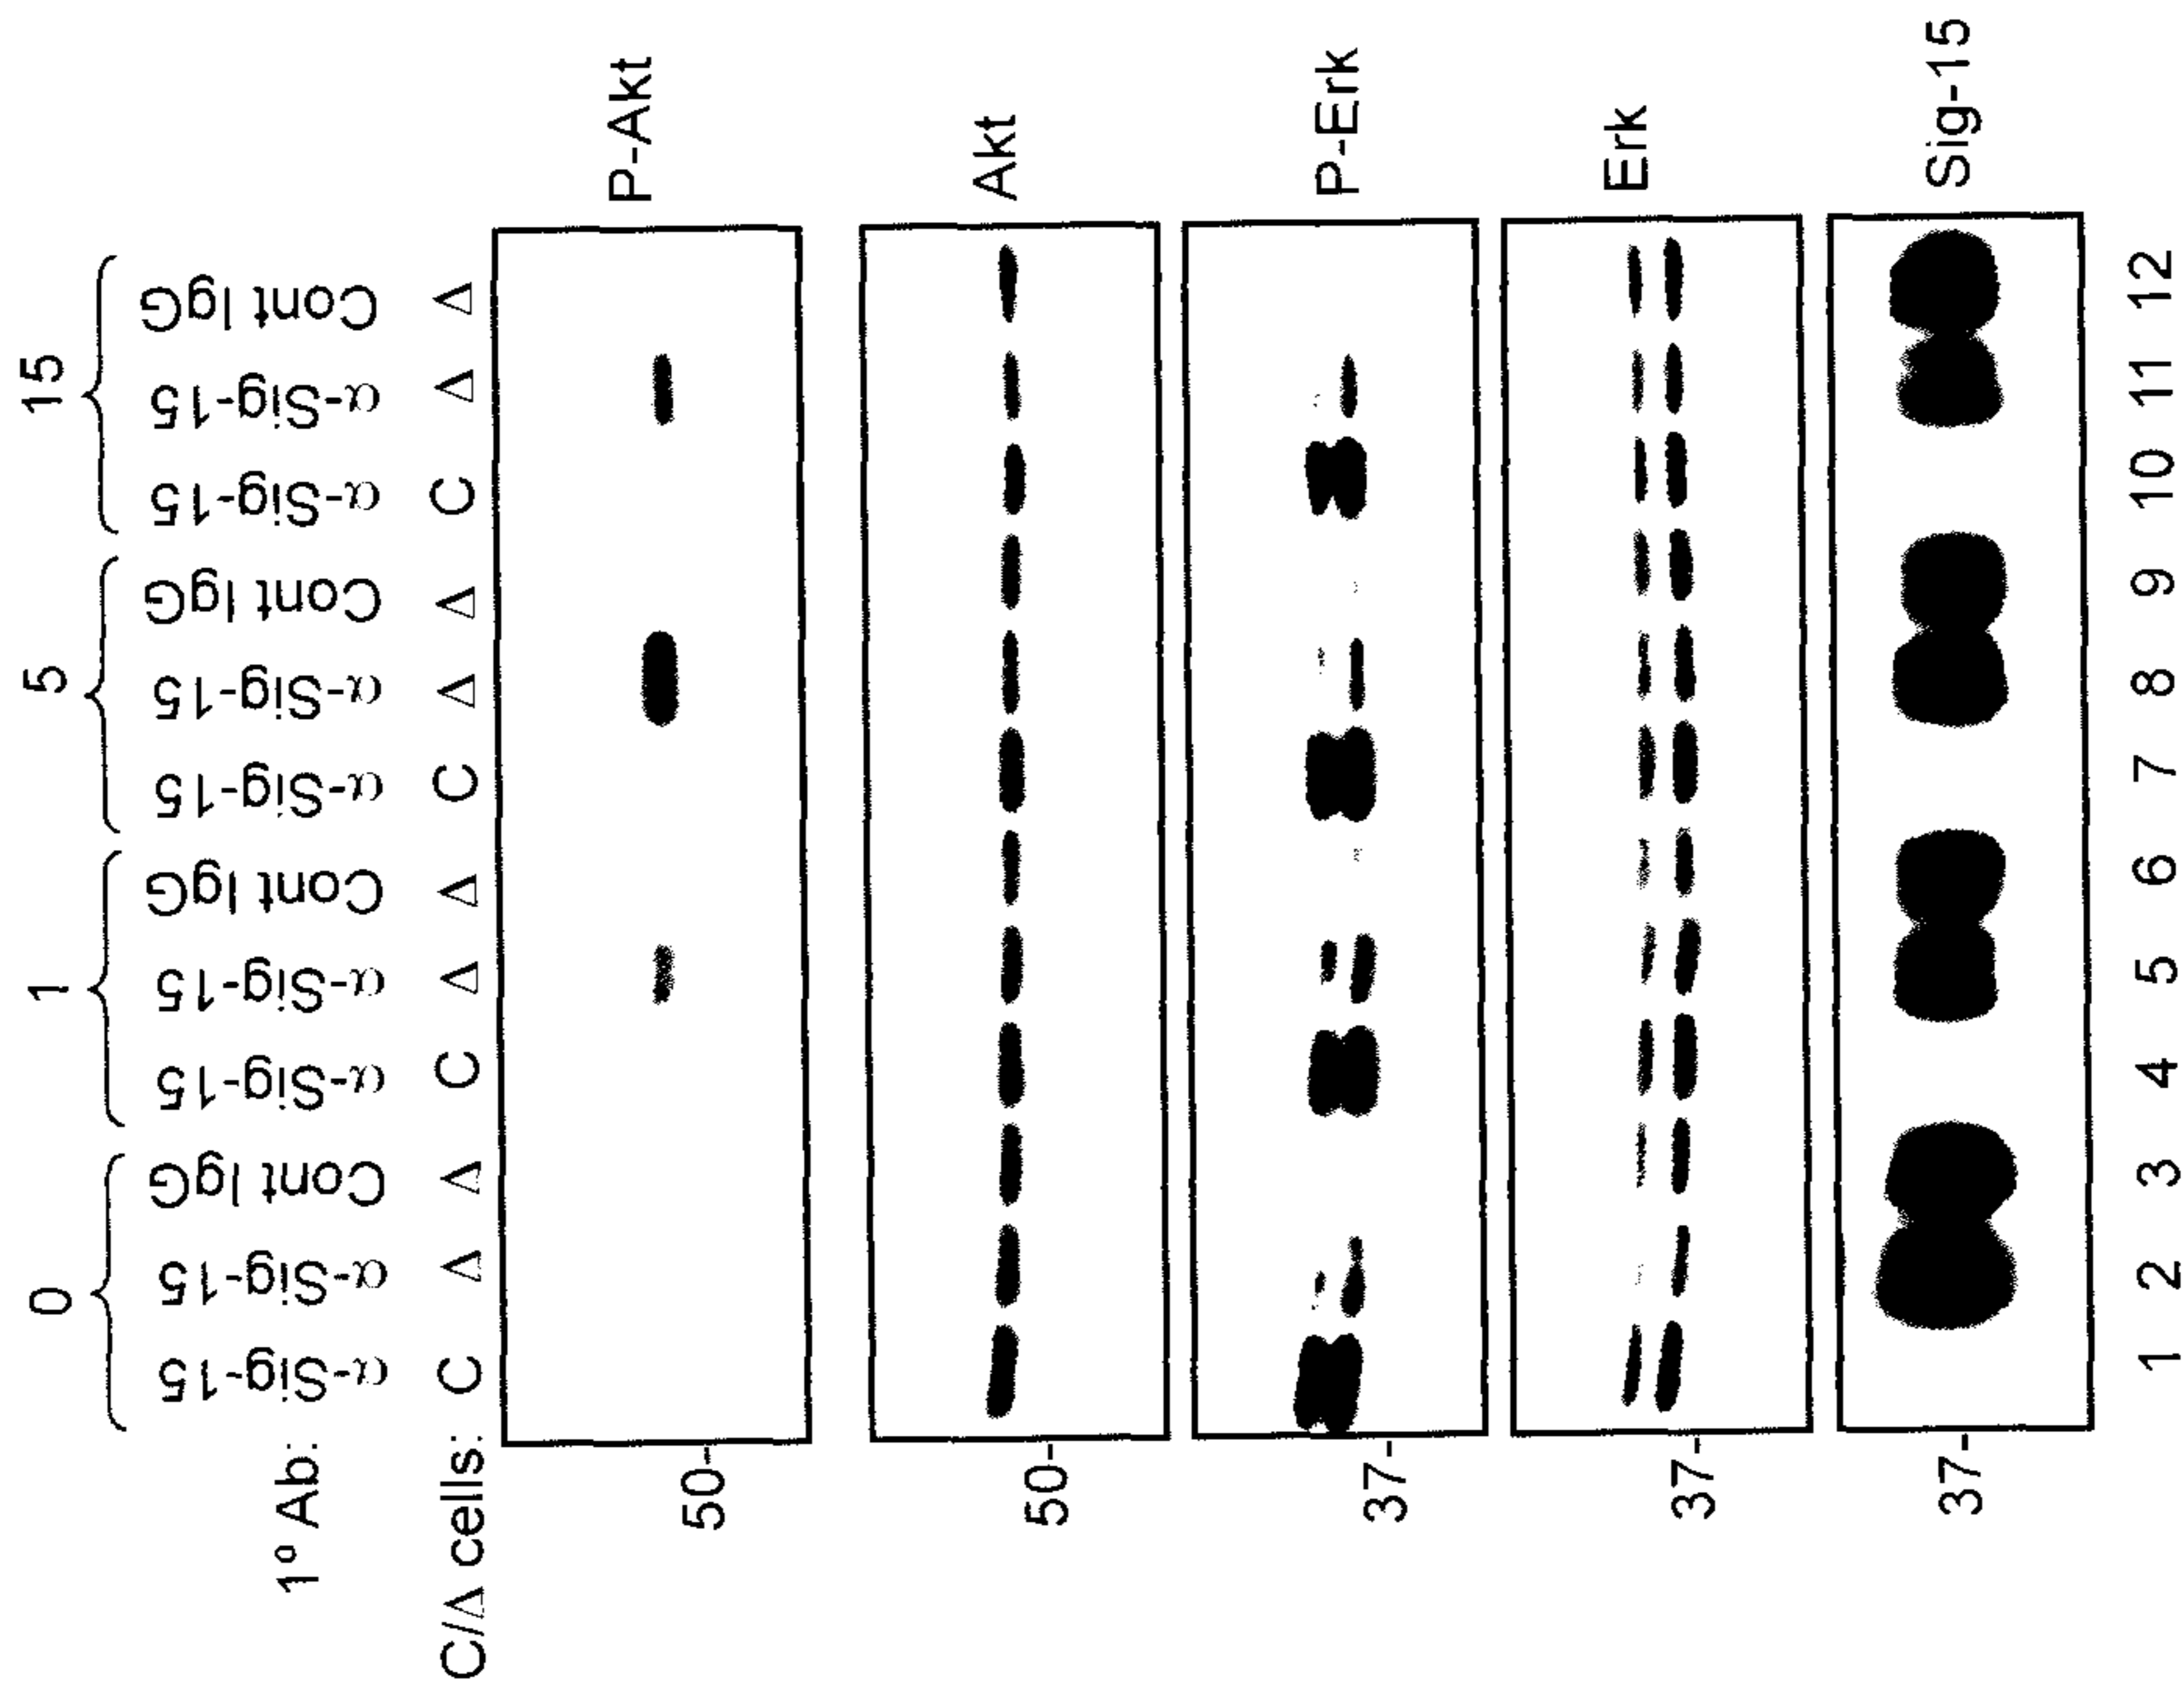 0 1 5 15
1º Ab: α-Sig-15 α-Sig-15 Cont IgG α-Sig-15 α-Sig-15 Cont IgG α-Sig-15 α-Sig-15 Cont IgG α-Sig-15 α-Sig-15 Cont IgG
C/Δ cells: C Δ Δ C Δ Δ C Δ Δ C Δ Δ
50- P-Akt
50- Akt
37- P-Erk
37- Erk
37- Sig-15
1 2 3 4 5 6 7 8 9 10 11 12